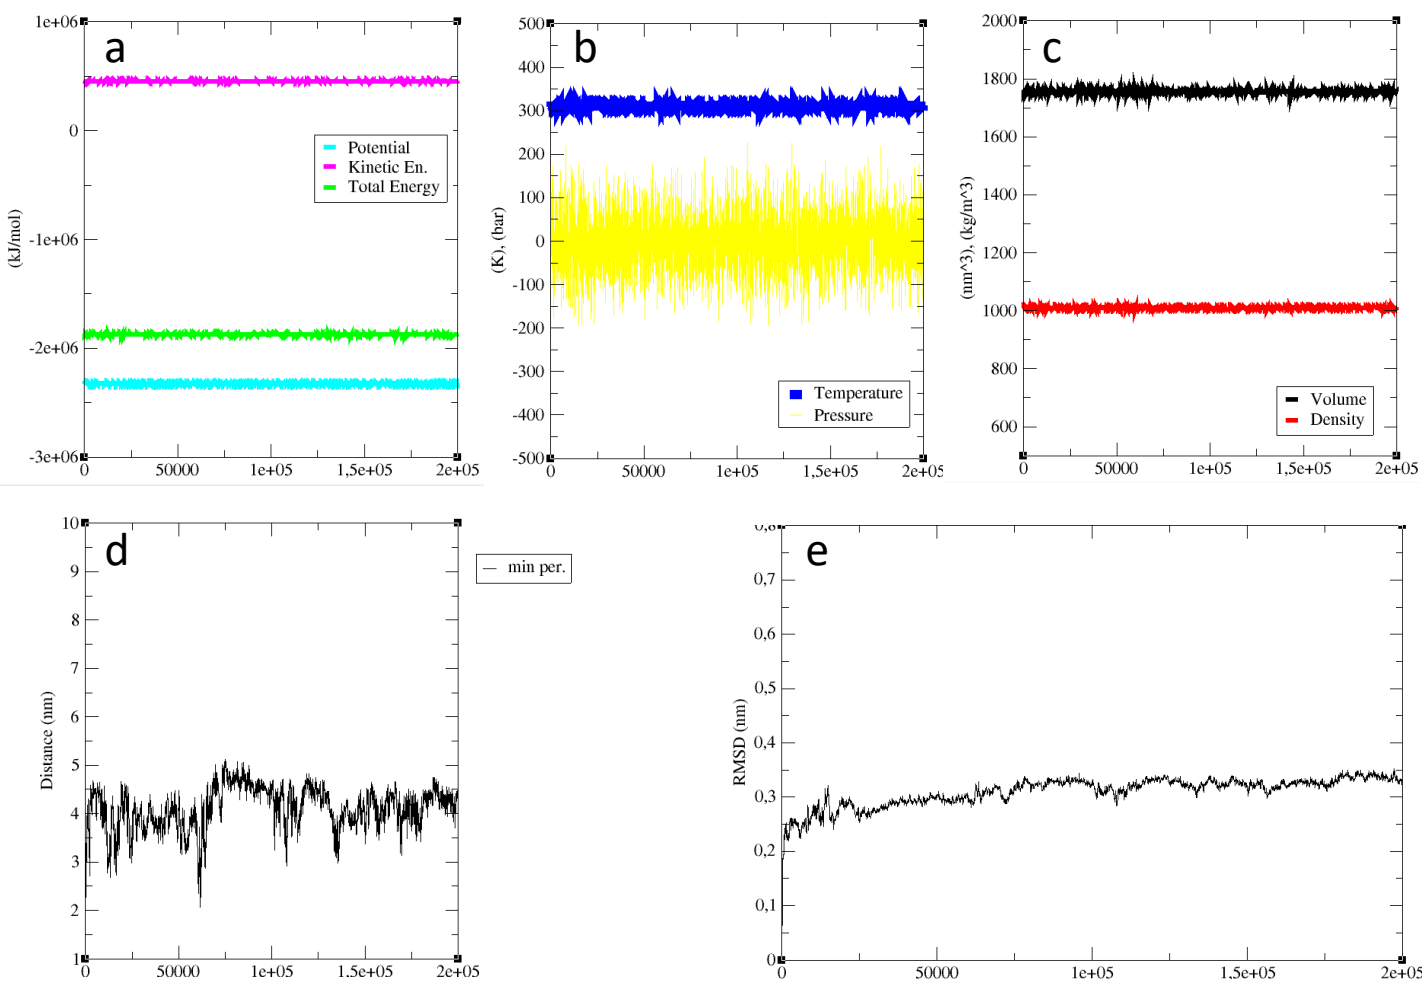 a
1e+06
0
-1e+06
-2e+06
-3e+06
(kJ/mol)
Potential
Kinetic En.
Total Energy
0
50000
1e+05
1,5e+05
2e+05
b
500
400
300
200
100
0
-100
-200
-300
-400
-500
(K), (bar)
Temperature
Pressure
0
50000
1e+05
1,5e+05
2e+05
c
2000
1800
1600
1400
1200
1000
800
600
(nm^3), (kg/m^3)
Volume
Density
0
50000
1e+05
1,5e+05
2e+05
d
10
9
8
7
6
5
4
3
2
1
Distance (nm)
min per.
0
50000
1e+05
1,5e+05
2e+05
e
0,8
0,7
0,6
0,5
0,4
0,3
0,2
0,1
0
RMSD (nm)
0
50000
1e+05
1,5e+05
2e+05